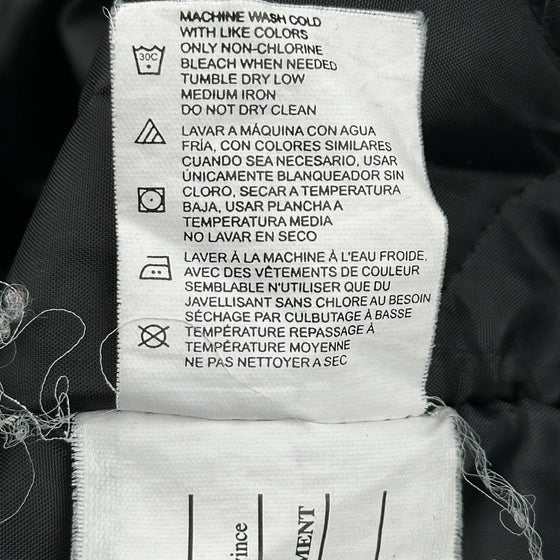 MACHINE WASH COLD
WITH LIKE COLORS
ONLY NON-CHLORINE
BLEACH WHEN NEEDED
TUMBLE DRY LOW
MEDIUM IRON
DO NOT DRY CLEAN
30C
LAVAR A MÁQUINA CON AGUA
FRÍA, CON COLORES SIMILARES
CUANDO SEA NECESARIO, USAR
ÚNICAMENTE BLANQUEADOR SIN
CLORO, SECAR A TEMPERATURA
BAJA, USAR PLANCHA A
TEMPERATURA MEDIA
NO LAVAR EN SECO
LAVER À LA MACHINE À L'EAU FROIDE,
AVEC DES VÊTEMENTS DE COULEUR
SEMBLABLE N'UTILISER QUE DU
JAVELLISANT SANS CHLORE AU BESOIN
SÉCHAGE PAR CULBUTAGE À BASSE
TEMPÉRATURE REPASSAGE À
TEMPÉRATURE MOYENNE
NE PAS NETTOYER A SEC